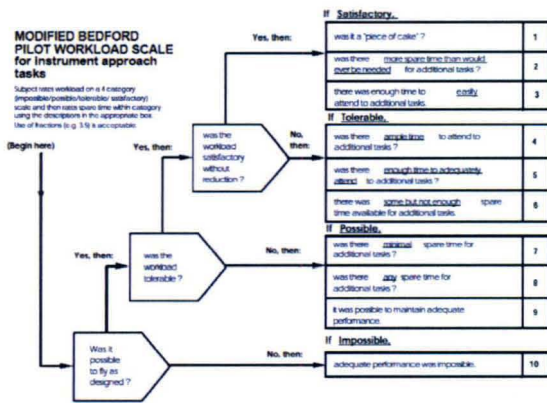 MODIFIED BEDFORD
PILOT WORKLOAD SCALE
for instrument approach
tasks
Subject rates workload on a 4 category
(impossible/possible/tolerable/ satisfactory)
scale and then rates spare time within category
using the descriptors in the appropriate box.
Use of fractions (e.g. 3.5) is acceptable.
(Begin here)
Was it
possible
to fly as
designed ?
Yes, then:
No, then:
was the
workload
tolerable ?
Yes, then:
No, then:
was the
workload
satisfactory
without
reduction ?
Yes, then:
No,
then:
If Satisfactory,
was it a "piece of cake" ? 1
was there more spare time than would
ever be needed for additional tasks ? 2
there was enough time to easily
attend to additional tasks. 3
If Tolerable,
was there ample time to attend to
additional tasks ? 4
was there enough time to adequately
attend to additional tasks ? 5
there was some but not enough spare
time available for additional tasks. 6
If Possible,
was there minimal spare time for
additional tasks ? 7
was there any spare time for
additional tasks ? 8
it was possible to maintain adequate
performance. 9
If Impossible,
adequate performance was impossible. 10